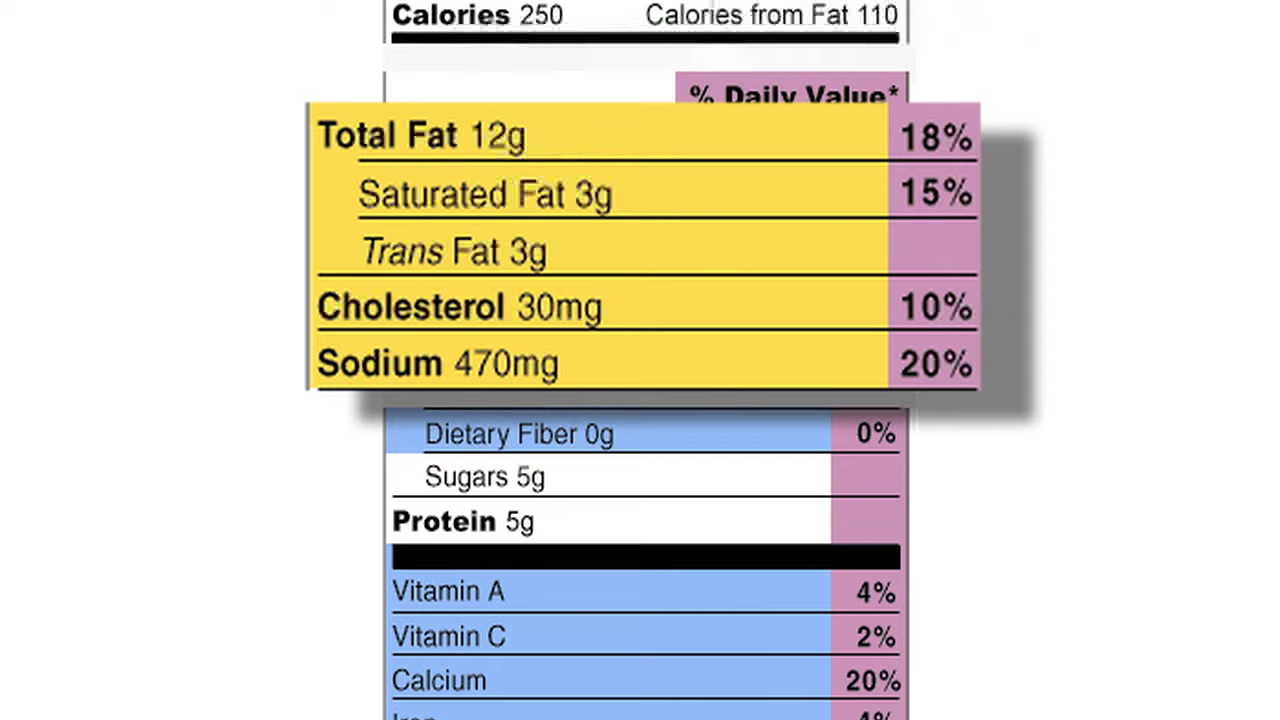 Calories 250 Calories from Fat 110
% Daily Value*
Total Fat 12g 18%
Saturated Fat 3g 15%
Trans Fat 3g
Cholesterol 30mg 10%
Sodium 470mg 20%
Dietary Fiber 0g 0%
Sugars 5g
Protein 5g
Vitamin A 4%
Vitamin C 2%
Calcium 20%
Iron 4%